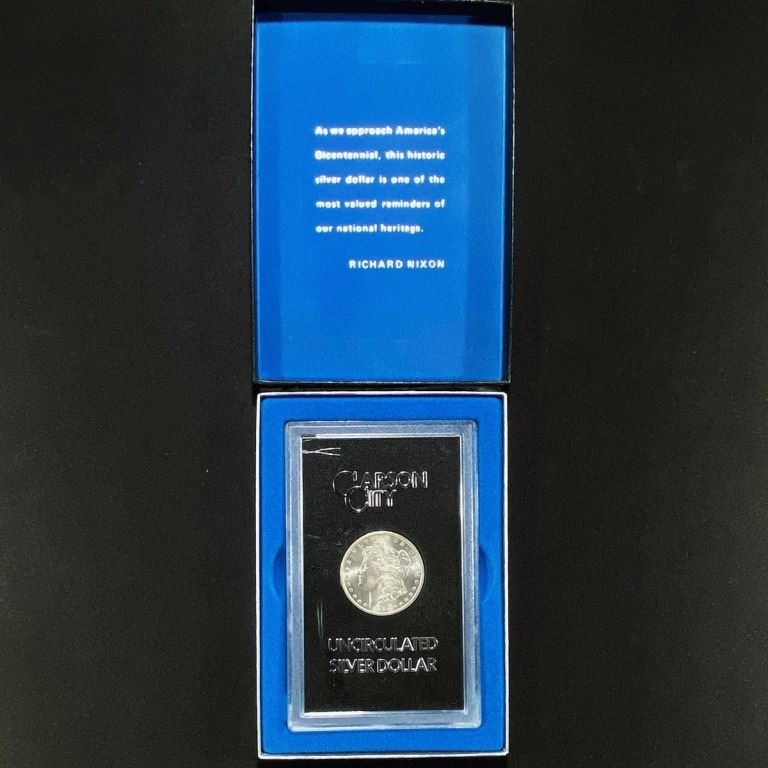 As we approach America's
Bicentennial, this historic
silver dollar is one of the
most valued reminders of
our national heritage.
RICHARD NIXON
CARSON
CITY
UNCIRCULATED
SILVER DOLLAR